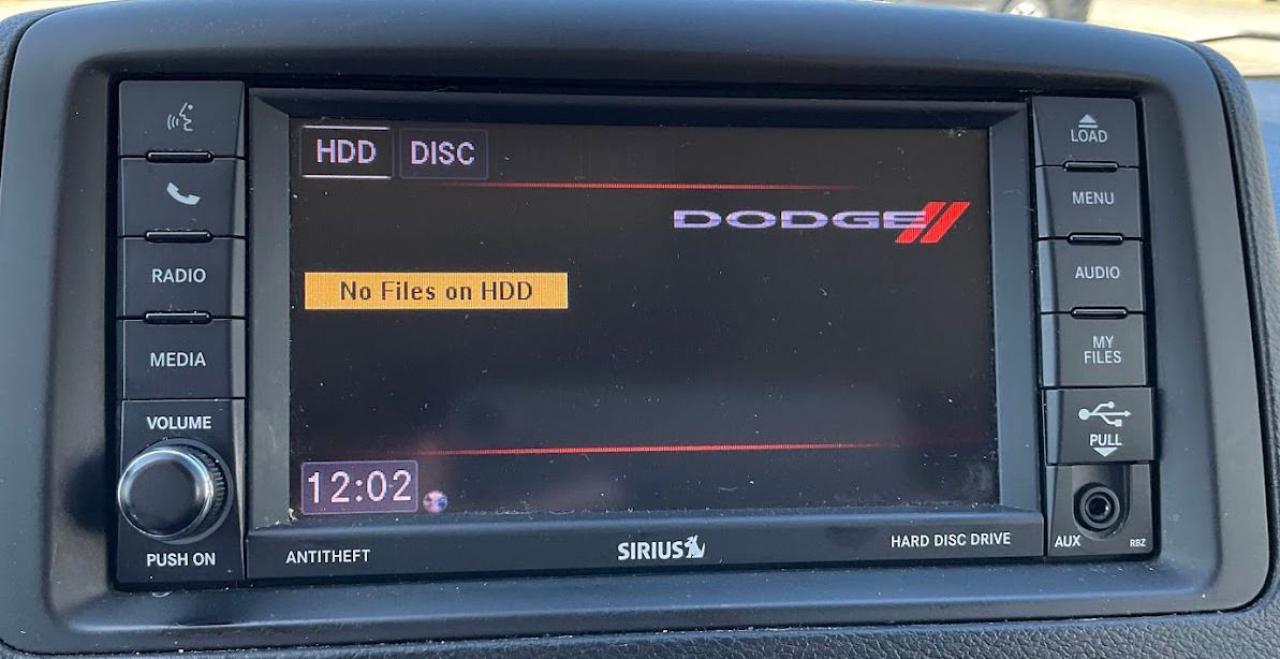 HDD DISC
DODGE
No Files on HDD
12:02
RADIO
MEDIA
VOLUME
PUSH ON
LOAD
MENU
AUDIO
MY
FILES
PULL
AUX
RBZ
ANTITHEFT
SIRIUS
HARD DISC DRIVE